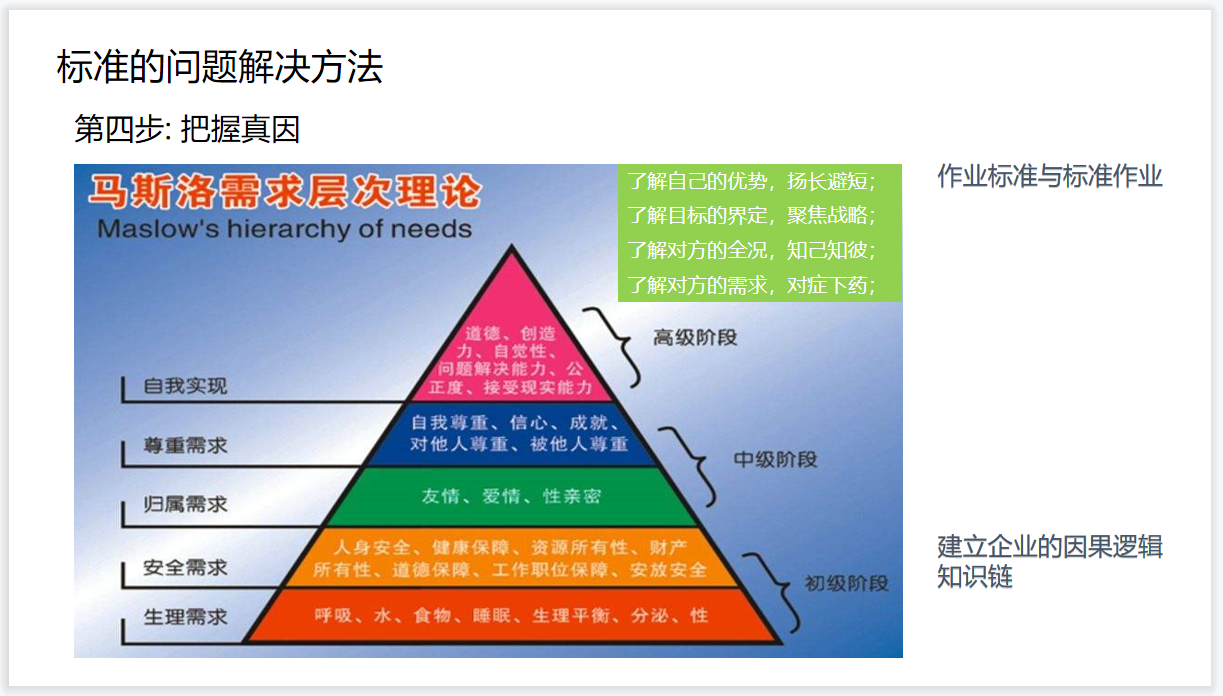 标准的问题解决方法
第四步: 把握真因
马斯洛需求层次理论
Maslow's hierarchy of needs
了解自己的优势，扬长避短；
了解目标的界定，聚焦战略；
了解对方的全况，知己知彼；
了解对方的需求，对症下药；
作业标准与标准作业
道德、创造
力、自觉性、
问题解决能力、公
正度、接受现实能力
高级阶段
自我实现
自我尊重、信心、成就、
对他人尊重、被他人尊重
尊重需求
中级阶段
友情、爱情、性亲密
归属需求
人身安全、健康保障、资源所有性、财产
所有性、道德保障、工作职位保障、安放安全
安全需求
初级阶段
呼吸、水、食物、睡眠、生理平衡、分泌、性
生理需求
建立企业的因果逻辑
知识链